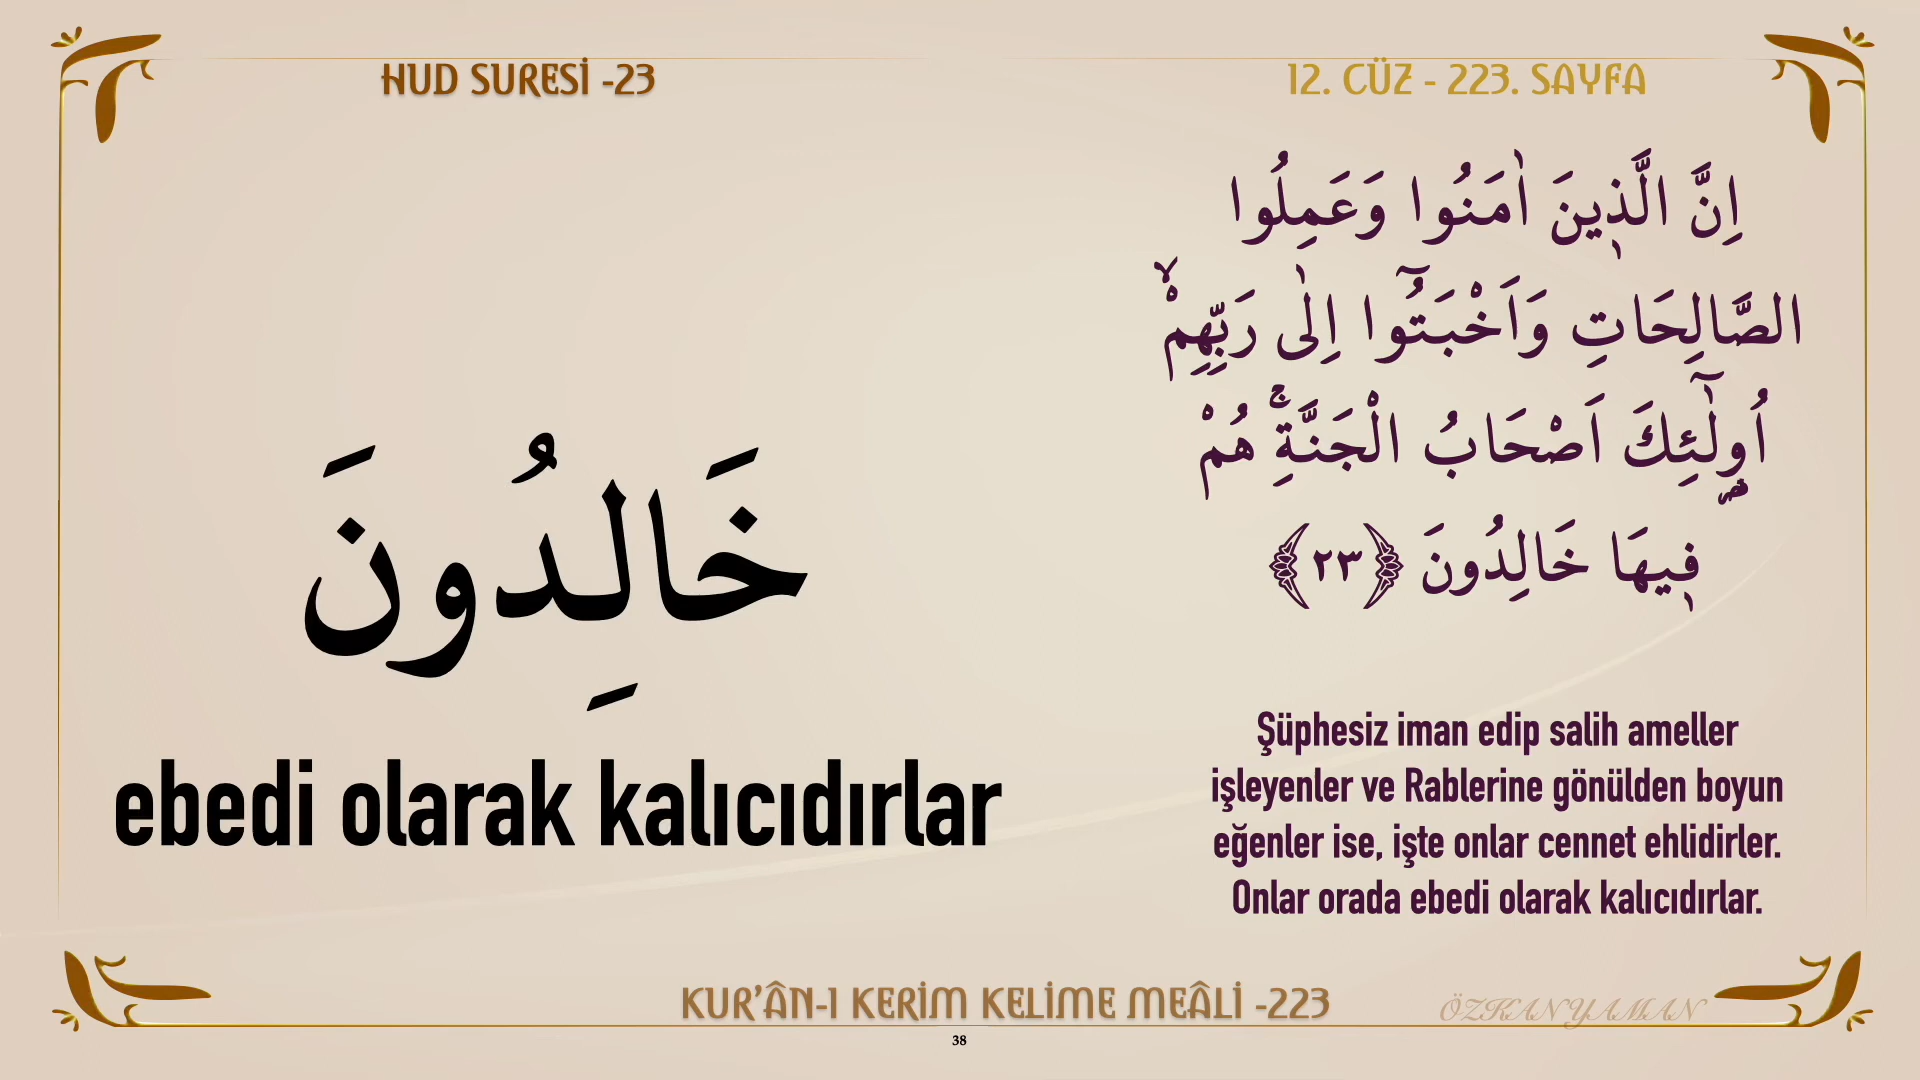 HUD SURESİ -23
12. CÜZ - 223. SAYFA
اِنَّ الَّذ۪ينَ اٰمَنُوا وَعَمِلُوا
الصَّالِحَاتِ وَاَخْبَتُٓوا اِلٰى رَبِّهِمْۙ
اُو۬لٰٓئِكَ اَصْحَابُ الْجَنَّةِۚ هُمْ
ف۪يهَا خَالِدُونَ ﴿٢٣﴾
خَالِدُونَ
ebedi olarak kalıcıdırlar
Şüphesiz iman edip salih ameller
işleyenler ve Rablerine gönülden boyun
eğenler ise, işte onlar cennet ehlidirler.
Onlar orada ebedi olarak kalıcıdırlar.
KUR'ÂN-I KERİM KELİME MEÂLİ -223
ÖZKAN YAMAN
38